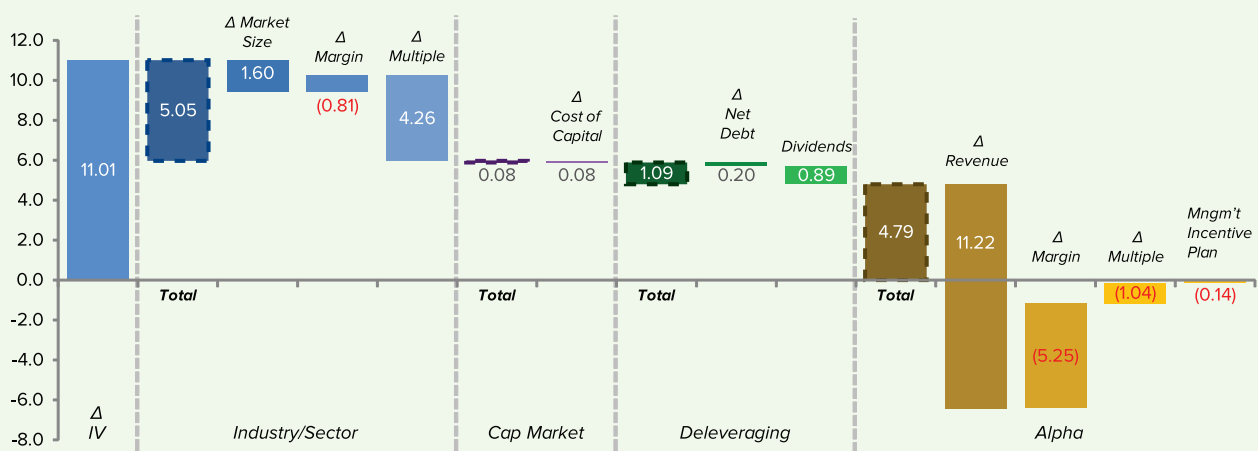 12.0
10.0
8.0
6.0
4.0
2.0
0.0
-2.0
-4.0
-6.0
-8.0
11.01
Δ
IV
5.05
Total
Δ Market
Size
1.60
Δ
Margin
(0.81)
Δ
Multiple
4.26
Industry/Sector
0.08
Total
Δ
Cost of
Capital
0.08
Cap Market
1.09
Total
Δ
Net
Debt
0.20
Dividends
0.89
Deleveraging
4.79
Total
Δ
Revenue
11.22
Δ
Margin
(5.25)
Δ
Multiple
(1.04)
Mngm't
Incentive
Plan
(0.14)
Alpha